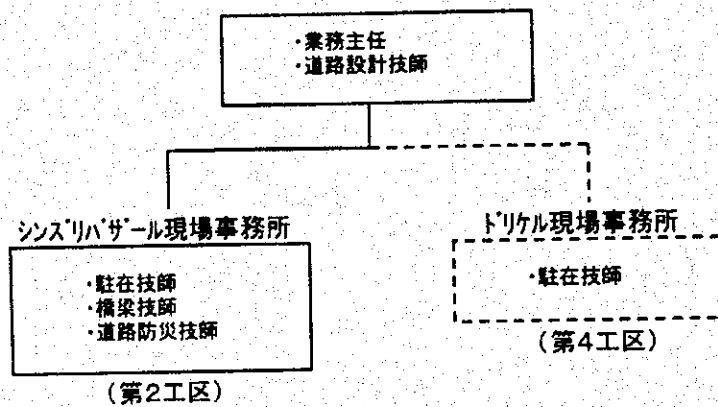 ・業務主任
・道路設計技師
シンズリバザール現場事務所
・駐在技師
・橋梁技師
・道路防災技師
(第2工区)
ドリケル現場事務所
・駐在技師
(第4工区)